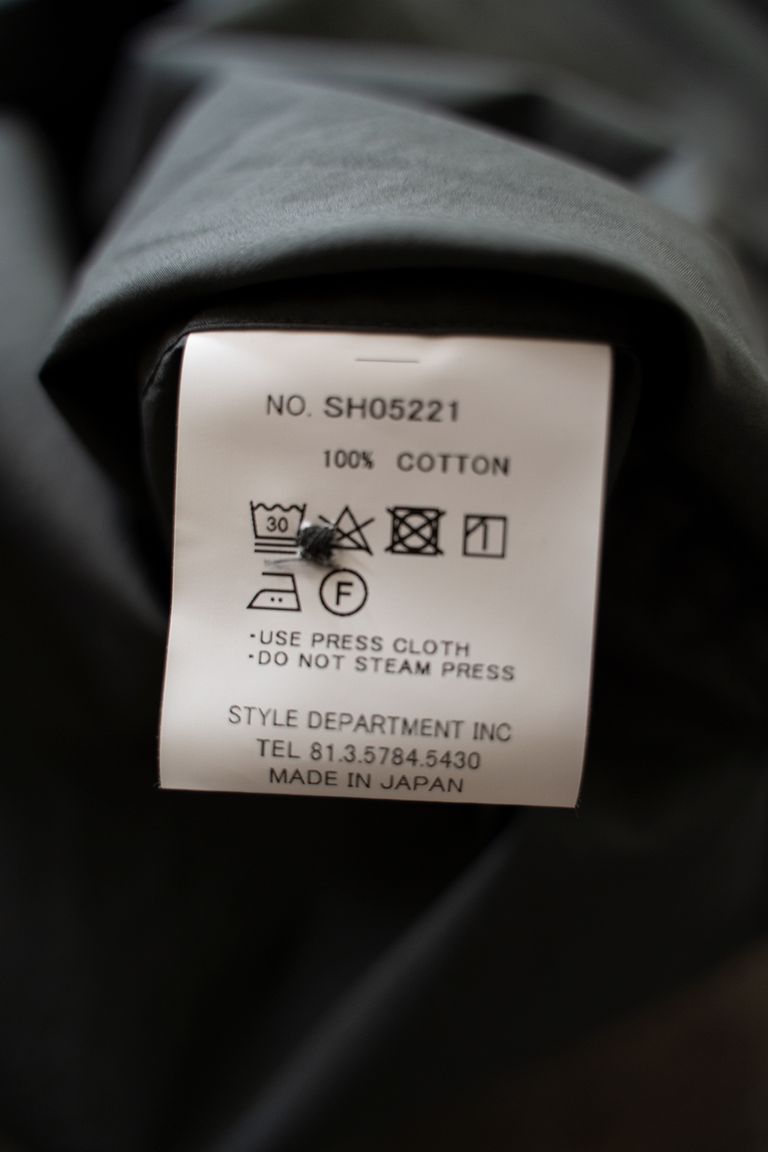 NO. SH05221
100% COTTON
30
F
·USE PRESS CLOTH
·DO NOT STEAM PRESS
STYLE DEPARTMENT INC
TEL 81.3.5784.5430
MADE IN JAPAN